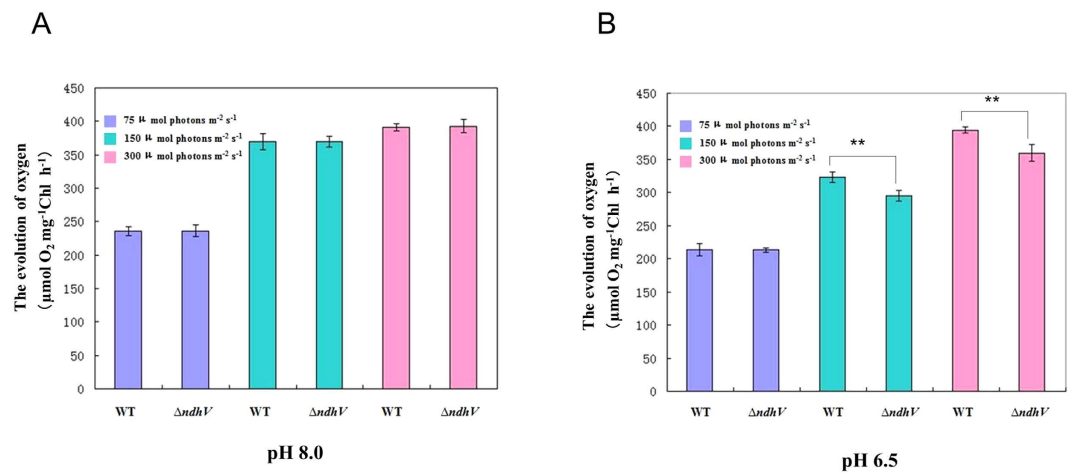 A
The evolution of oxygen
(μmol O₂ mg⁻¹Chl h⁻¹)
450
400
350
300
250
200
150
100
50
0
75 μ mol photons m⁻² s⁻¹
150 μ mol photons m⁻² s⁻¹
300 μ mol photons m⁻² s⁻¹
WT ΔndhV WT ΔndhV WT ΔndhV
pH 8.0
B
The evolution of oxygen
(μmol O₂ mg⁻¹Chl h⁻¹)
450
400
350
300
250
200
150
100
50
0
75 μ mol photons m⁻² s⁻¹
150 μ mol photons m⁻² s⁻¹
300 μ mol photons m⁻² s⁻¹
**
**
WT ΔndhV WT ΔndhV WT ΔndhV
pH 6.5